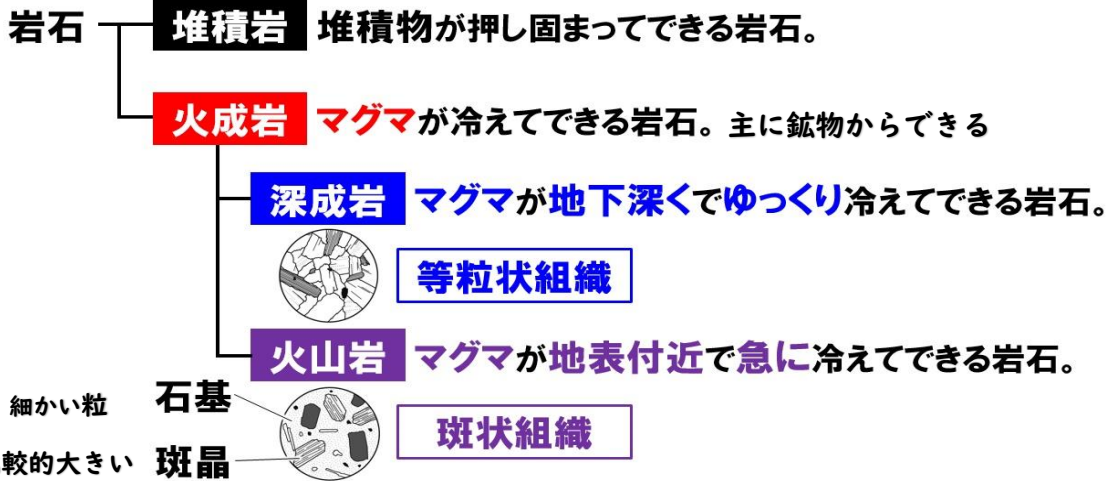 岩石
堆積岩 堆積物が押し固まってできる岩石。
火成岩 マグマが冷えてできる岩石。主に鉱物からできる
深成岩 マグマが地下深くでゆっくり冷えてできる岩石。
等粒状組織
火山岩 マグマが地表付近で急に冷えてできる岩石。
細かい粒 石基
斑状組織
較的大きい 斑晶